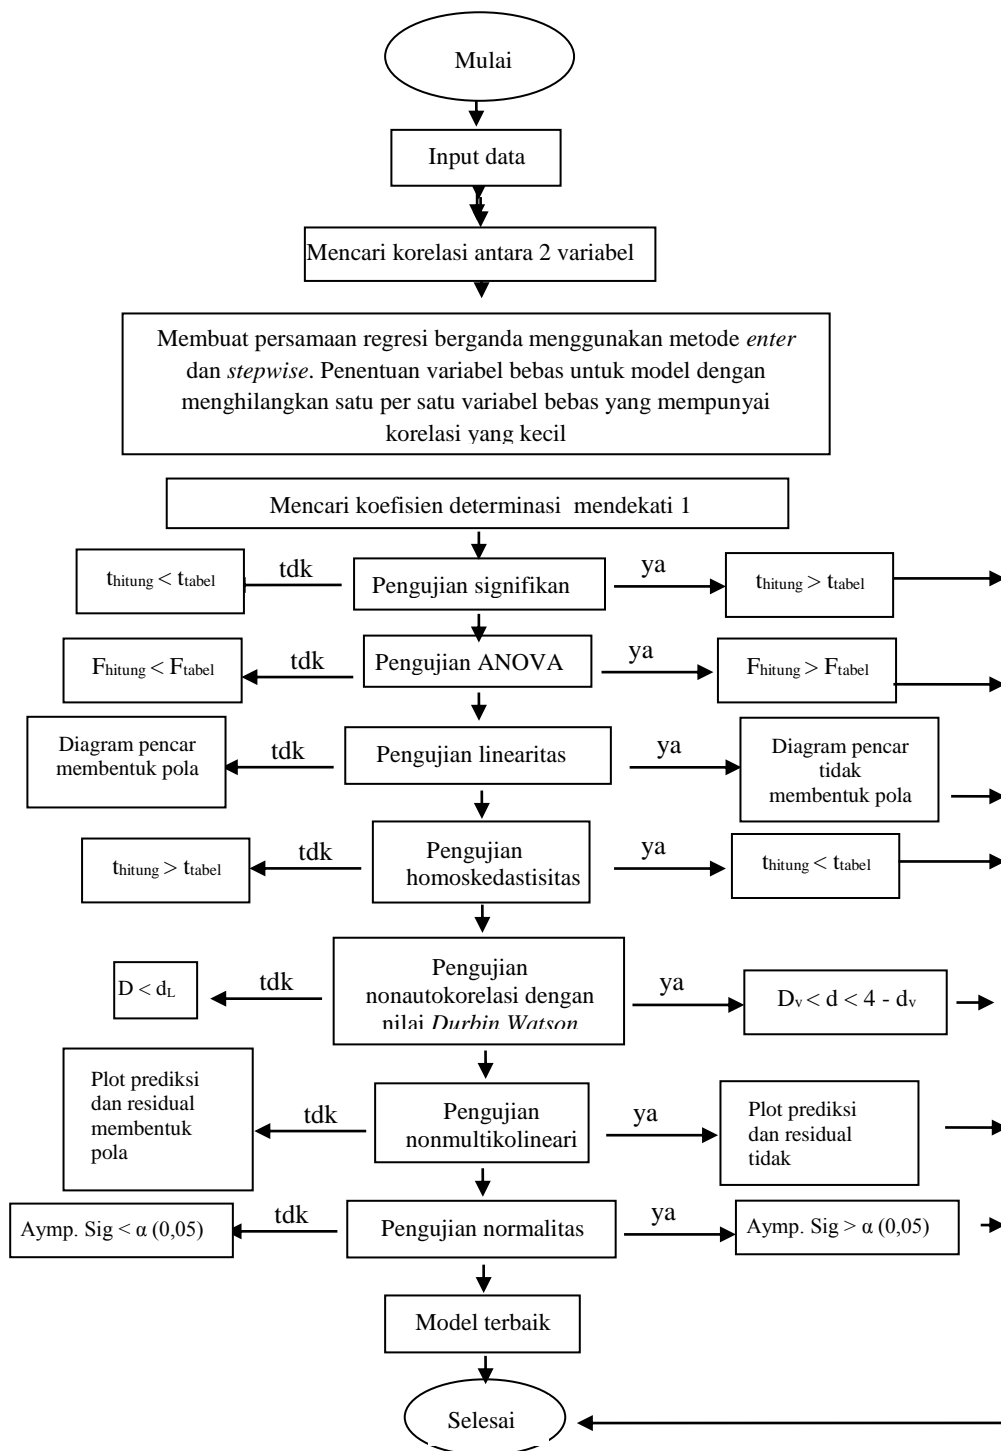 Mulai
Input data
Mencari korelasi antara 2 variabel
Membuat persamaan regresi berganda menggunakan metode enter
dan stepwise. Penentuan variabel bebas untuk model dengan
menghilangkan satu per satu variabel bebas yang mempunyai
korelasi yang kecil
Mencari koefisien determinasi mendekati 1
thitung < ttabel
tdk
Pengujian signifikan
ya
thitung > ttabel
Fhitung < Ftabel
tdk
Pengujian ANOVA
ya
Fhitung > Ftabel
Diagram pencar
membentuk pola
tdk
Pengujian linearitas
ya
Diagram pencar
tidak
membentuk pola
thitung > ttabel
tdk
Pengujian
homoskedastisitas
ya
thitung < ttabel
D < dL
tdk
Pengujian
nonautokorelasi dengan
nilai Durbin Watson
ya
Dv < d < 4 - dv
Plot prediksi
dan residual
membentuk
pola
tdk
Pengujian
nonmultikolineari
ya
Plot prediksi
dan residual
tidak
Aymp. Sig < α (0,05)
tdk
Pengujian normalitas
ya
Aymp. Sig > α (0,05)
Model terbaik
Selesai